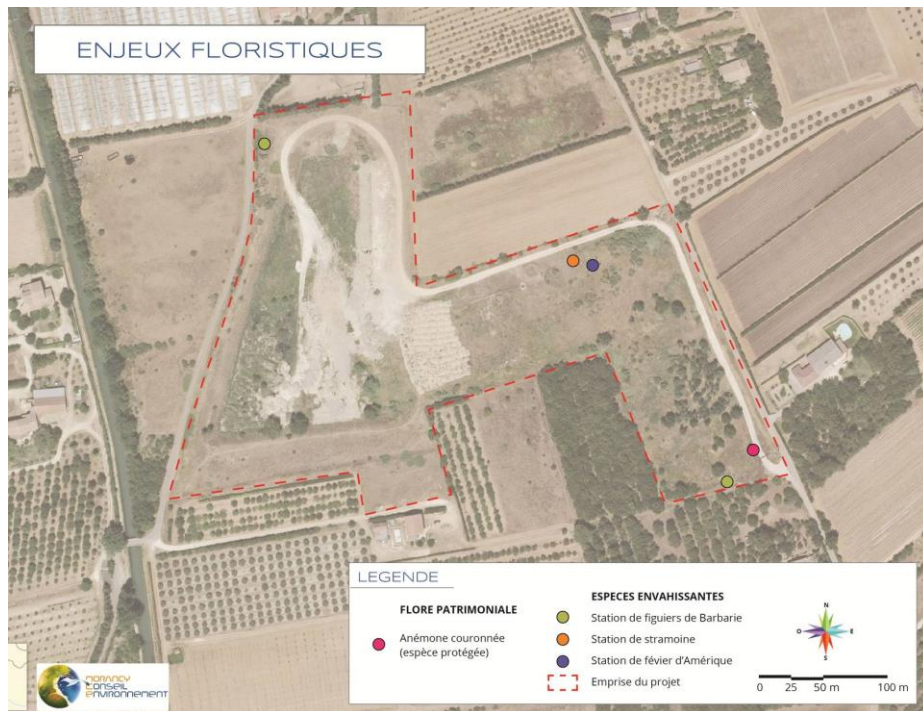 ENJEUX FLORISTIQUES
LEGENDE
FLORE PATRIMONIALE
Anémone couronnée
(espèce protégée)
ESPECES ENVAHISSANTES
Station de figuiers de Barbarie
Station de stramoine
Station de févier d'Amérique
Emprise du projet
N
O
E
S
0 25 50 m 100 m
NORANCY
CONSEIL
ENVIRONNEMENT